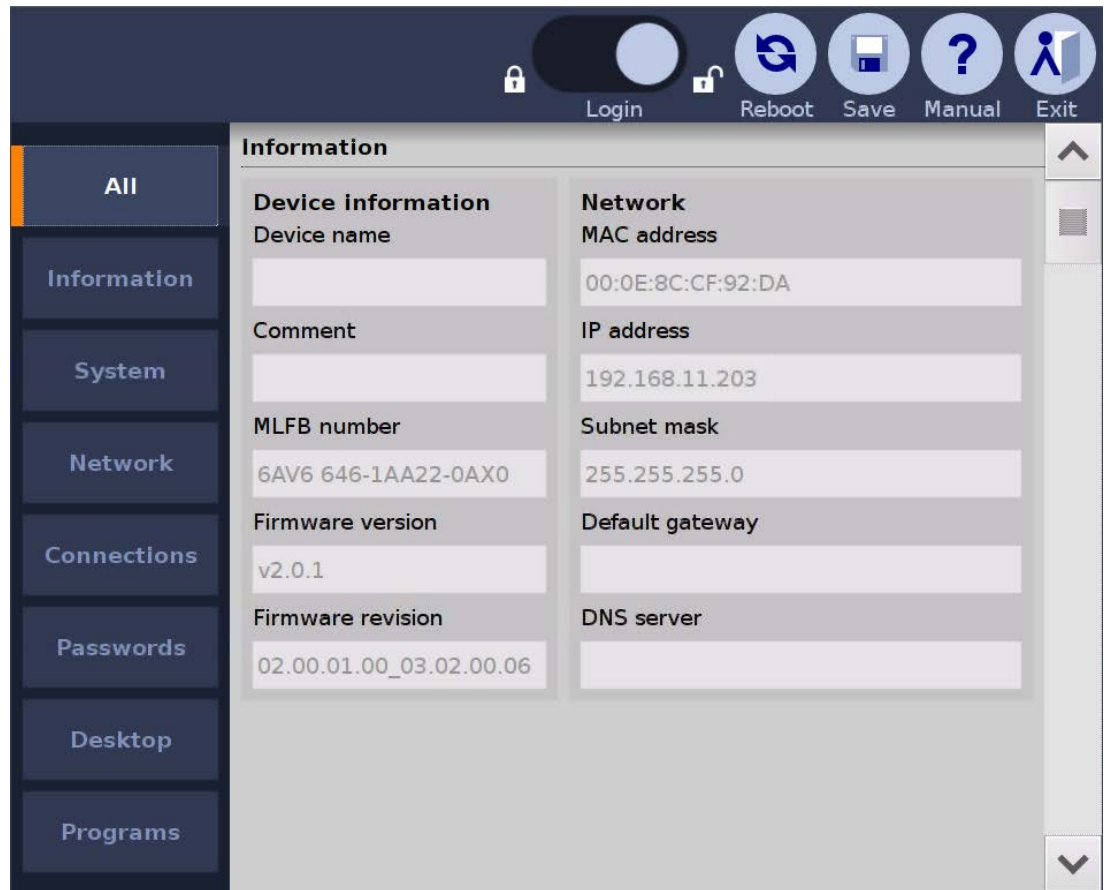 Login
Reboot
Save
?
Manual
Exit
All
Information
System
Network
Connections
Passwords
Desktop
Programs
Information
Device information
Device name
Comment
MLFB number
6AV6 646-1AA22-0AX0
Firmware version
v2.0.1
Firmware revision
02.00.01.00_03.02.00.06
Network
MAC address
00:0E:8C:CF:92:DA
IP address
192.168.11.203
Subnet mask
255.255.255.0
Default gateway
DNS server